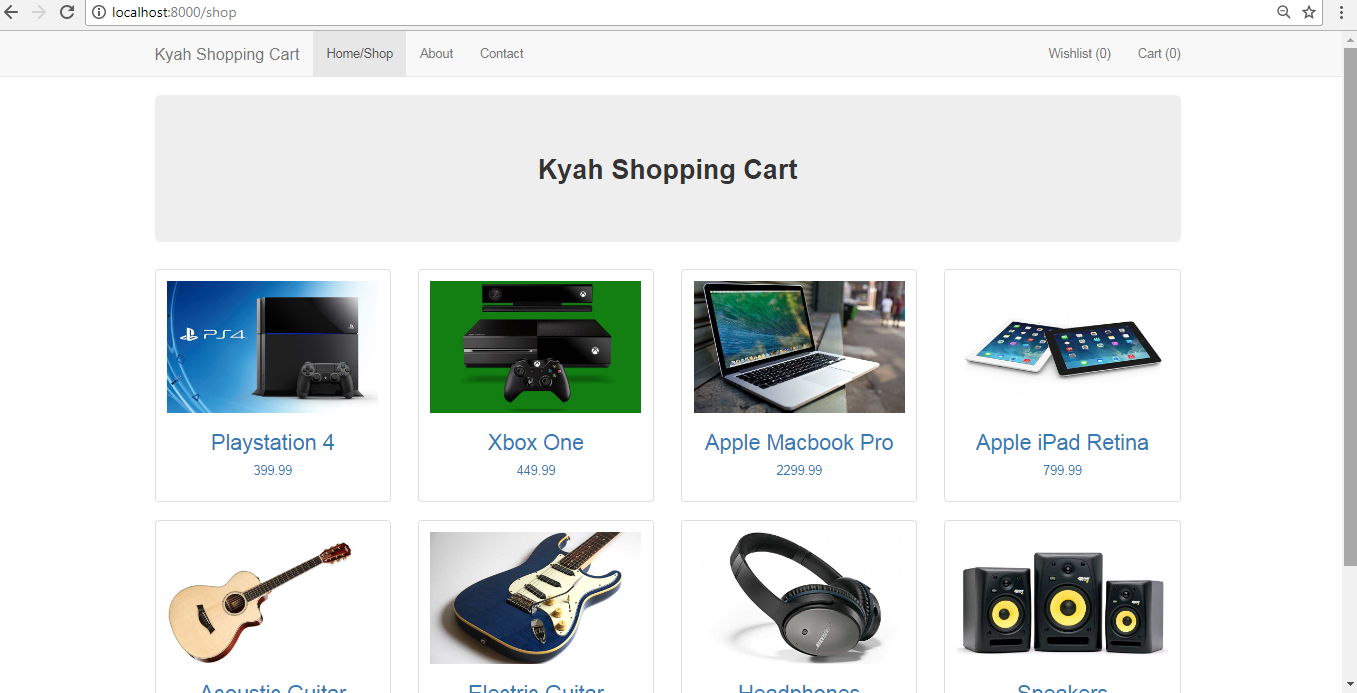 localhost:8000/shop
Kyah Shopping Cart Home/Shop About Contact Wishlist (0) Cart (0)
Kyah Shopping Cart
PS4
Playstation 4 Xbox One Apple Macbook Pro Apple iPad Retina
399.99 449.99 2299.99 799.99
BOSE
Acoustic Guitar Electric Guitar Headphones Speakers